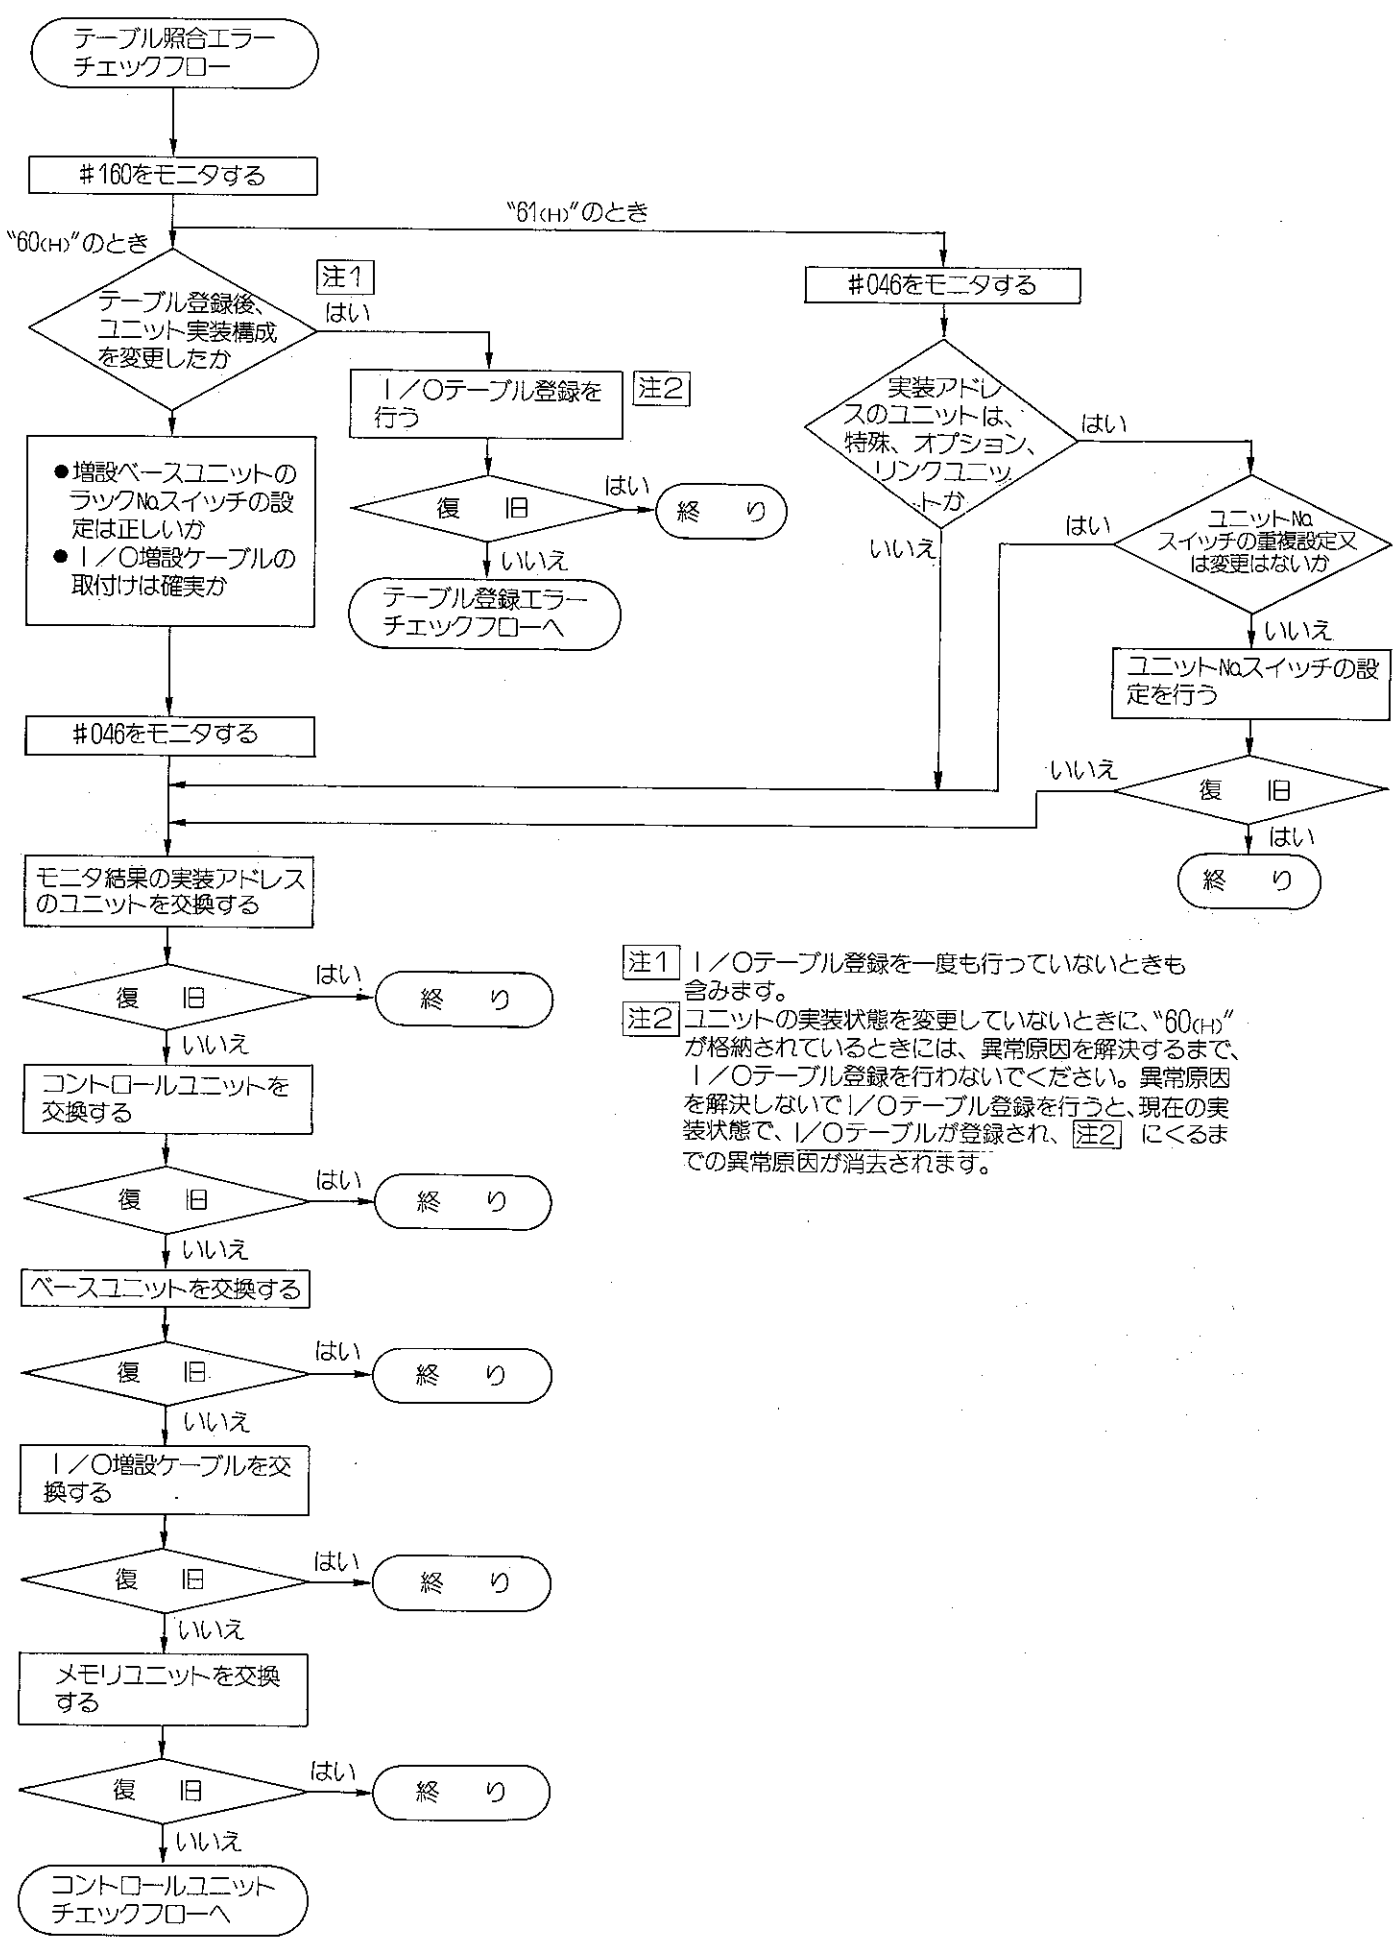 テーブル照合エラー
チェックフロー
♯160をモニタする
〝61(H)〟のとき
〝60(H)〟のとき
注1
はい
テーブル登録後、
ユニット実装構成
を変更したか
♯046をモニタする
I/Oテーブル登録を
行う
注2
実装アドレ
スのユニットは、
特殊、オプション、
リンクユニッ
トか
はい
いいえ
●増設ベースユニットの
ラックNo.スイッチの設
定は正しいか
●I/O増設ケーブルの
取付けは確実か
復 旧
はい
終 り
いいえ
テーブル登録エラー
チェックフローへ
はい
ユニットNo.
スイッチの重複設定又
は変更はないか
いいえ
ユニットNo.スイッチの設
定を行う
♯046をモニタする
いいえ
復 旧
はい
終 り
モニタ結果の実装アドレス
のユニットを交換する
復 旧
はい
終 り
いいえ
注1 I/Oテーブル登録を一度も行っていないときも
含みます。
注2 ユニットの実装状態を変更していないときに、〝60(H)〟
が格納されているときには、異常原因を解決するまで、
I/Oテーブル登録を行わないでください。異常原因
を解決しないでI/Oテーブル登録を行うと、現在の実
装状態で、I/Oテーブルが登録され、注2 にくるま
での異常原因が消去されます。
コントロールユニットを
交換する
復 旧
はい
終 り
いいえ
ベースユニットを交換する
復 旧
はい
終 り
いいえ
I/O増設ケーブルを交
換する
復 旧
はい
終 り
いいえ
メモリユニットを交換
する
復 旧
はい
終 り
いいえ
コントロールユニット
チェックフローへ